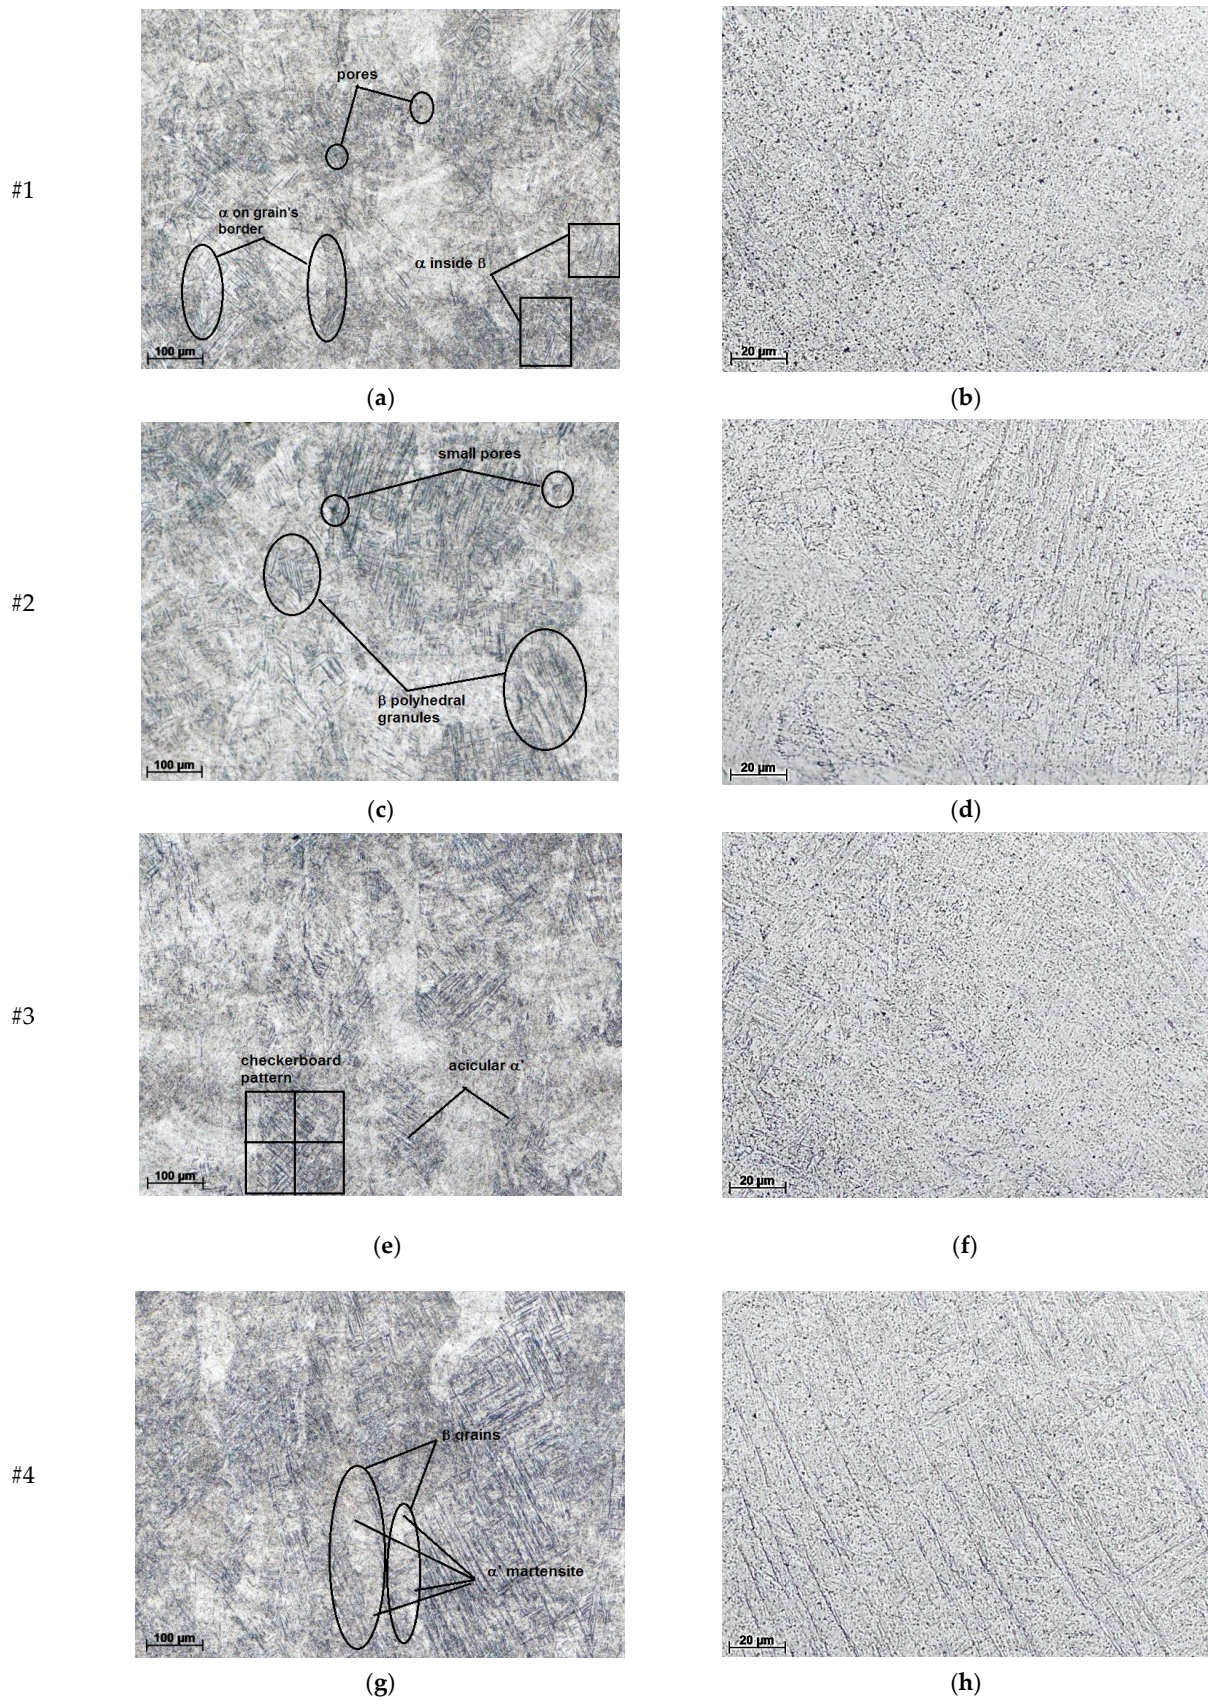 pores
#1
α on grain's
border
α inside β
100 µm
20 µm
(a)
(b)
small pores
#2
β polyhedral
granules
100 µm
20 µm
(c)
(d)
#3
checkerboard
pattern
acicular α'
100 µm
20 µm
(e)
(f)
β grains
#4
α' martensite
100 µm
20 µm
(g)
(h)